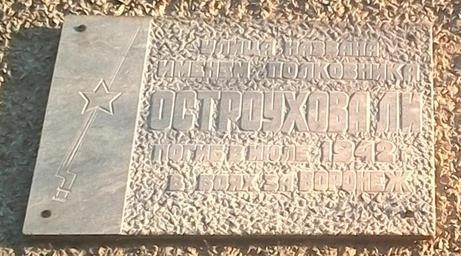 УЛИЦА НАЗВАНА
ИМЕНЕМ ПОЛКОВНИКА
ОСТРОУХОВА Л И
ПОГИБ В ИЮЛЕ 1942 г
В БОЯХ ЗА ВОРОНЕЖ